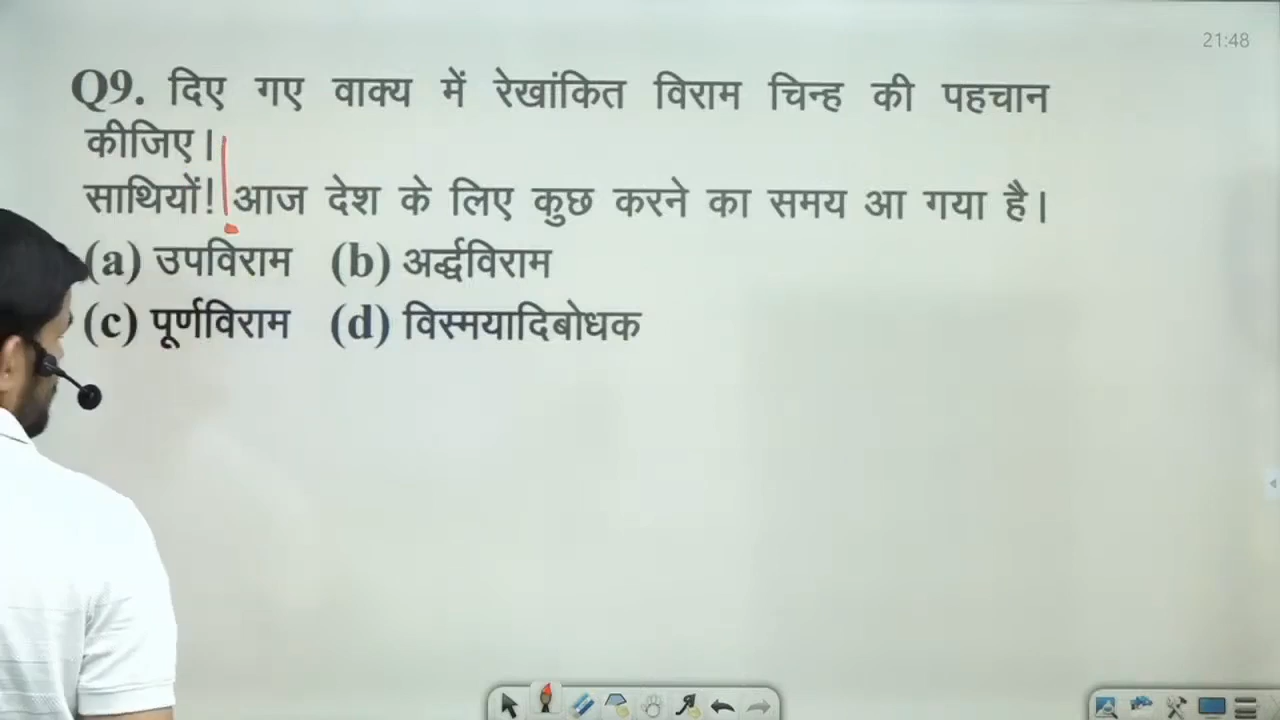 21:48
Q9. दिए गए वाक्य में रेखांकित विराम चिन्ह की पहचान
कीजिए।
साथियों! आज देश के लिए कुछ करने का समय आ गया है।
(a) उपविराम (b) अर्द्धविराम
(c) पूर्णविराम (d) विस्मयादिबोधक